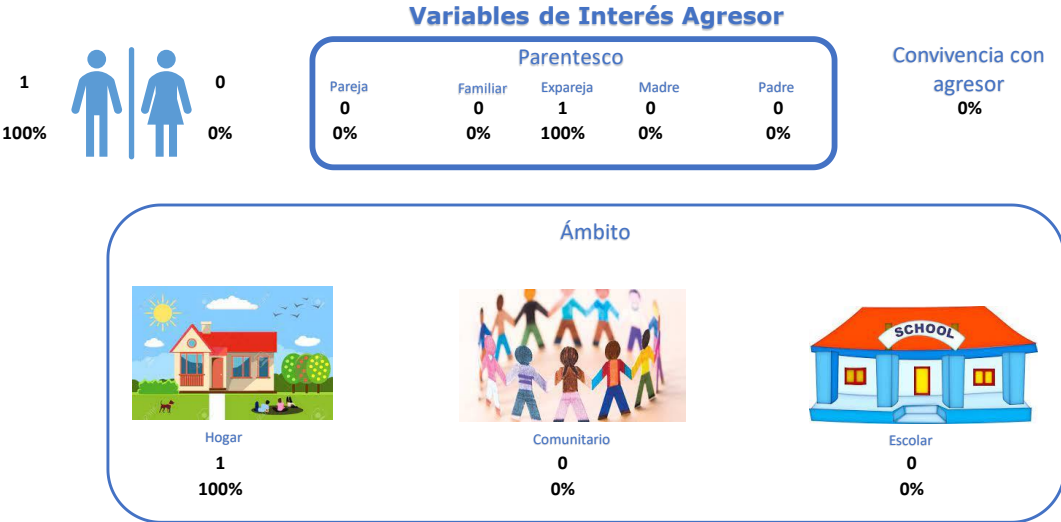 Variables de Interés Agresor
1
100%
0
0%
Parentesco
Pareja Familiar Expareja Madre Padre
0 0 1 0 0
0% 0% 100% 0% 0%
Convivencia con
agresor
0%
Ámbito
SCHOOL
Hogar Comunitario Escolar
1 0 0
100% 0% 0%